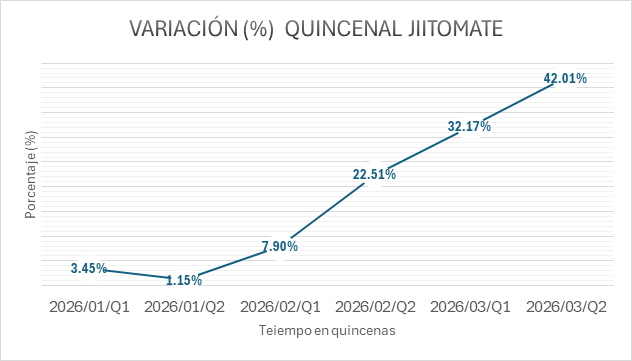 VARIACIÓN (%) QUINCENAL JIITOMATE
Porcentaje (%)
42.01%
32.17%
22.51%
7.90%
3.45%
1.15%
2026/01/Q1 2026/01/Q2 2026/02/Q1 2026/02/Q2 2026/03/Q1 2026/03/Q2
Teiempo en quincenas